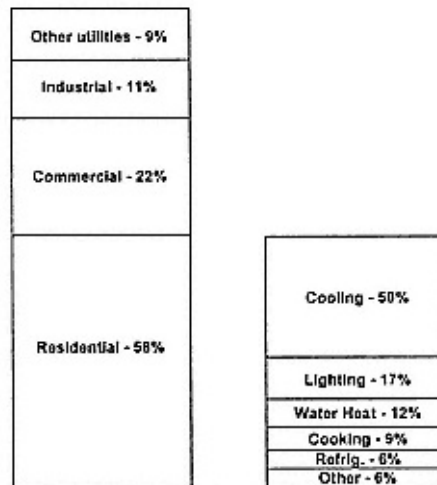 Other utilities - 9%
Industrial - 11%
Commercial - 22%
Residential - 58%
Cooling - 50%
Lighting - 17%
Water Heat - 12%
Cooking - 9%
Refrig. - 6%
Other - 6%